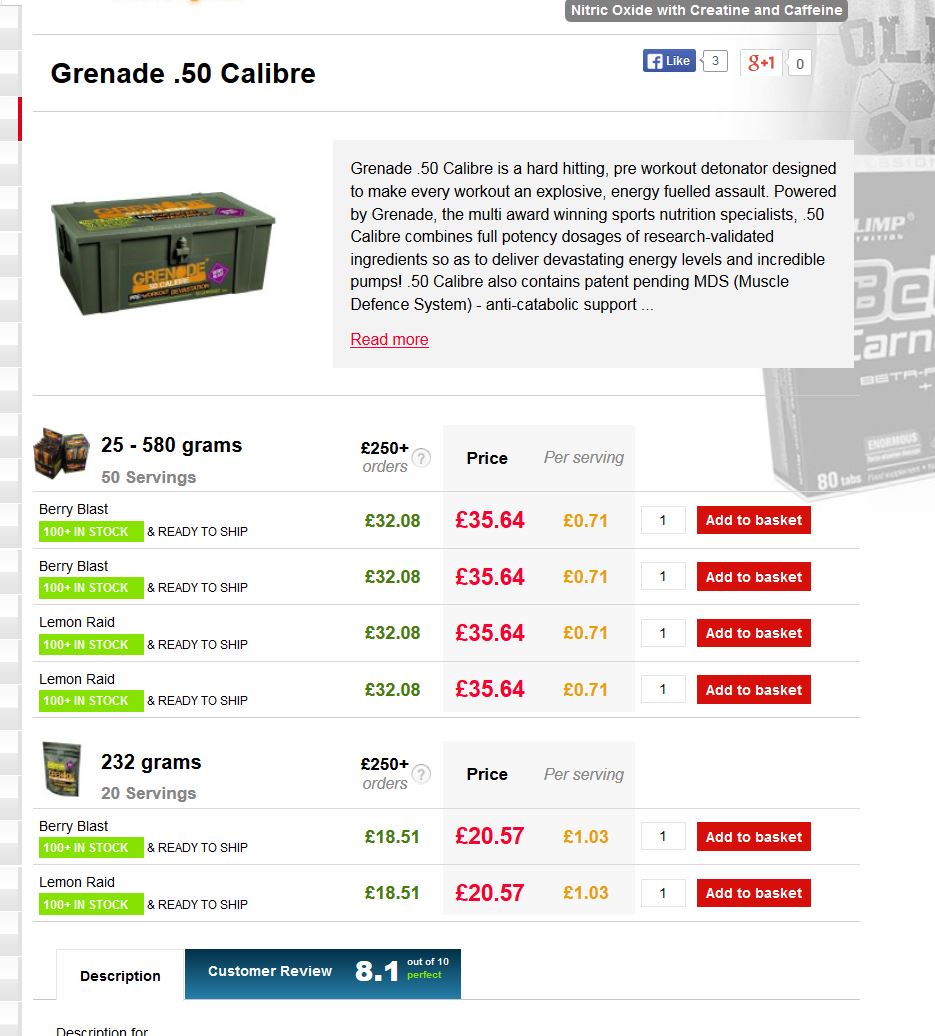 Nitric Oxide with Creatine and Caffeine
Grenade .50 Calibre
Like 3
g+1 0
Grenade .50 Calibre is a hard hitting, pre workout detonator designed
to make every workout an explosive, energy fuelled assault. Powered
by Grenade, the multi award winning sports nutrition specialists, .50
Calibre combines full potency dosages of research-validated
ingredients so as to deliver devastating energy levels and incredible
pumps! .50 Calibre also contains patent pending MDS (Muscle
Defence System) - anti-catabolic support ...
Read more
GRENADE
.50 CALIBRE
PRE-WORKOUT DEVASTATION
25 - 580 grams
50 Servings
£250+
orders
?
Price
Per serving
Berry Blast
100+ IN STOCK & READY TO SHIP
£32.08 £35.64 £0.71 1 Add to basket
Berry Blast
100+ IN STOCK & READY TO SHIP
£32.08 £35.64 £0.71 1 Add to basket
Lemon Raid
100+ IN STOCK & READY TO SHIP
£32.08 £35.64 £0.71 1 Add to basket
Lemon Raid
100+ IN STOCK & READY TO SHIP
£32.08 £35.64 £0.71 1 Add to basket
232 grams
20 Servings
£250+
orders
?
Price
Per serving
Berry Blast
100+ IN STOCK & READY TO SHIP
£18.51 £20.57 £1.03 1 Add to basket
Lemon Raid
100+ IN STOCK & READY TO SHIP
£18.51 £20.57 £1.03 1 Add to basket
ENORMOUS
80 tabs
Description
Customer Review 8.1 out of 10
perfect
Description for